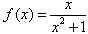 f(x) = x / (x² + 1)